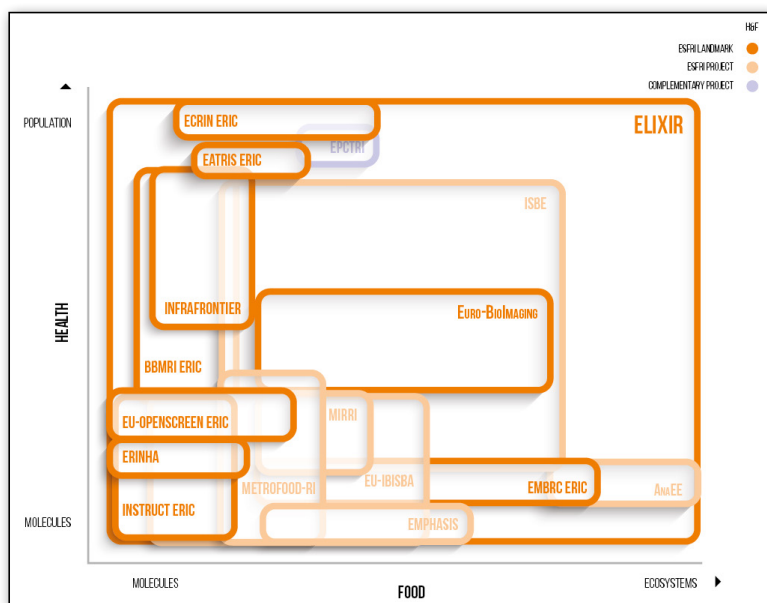 H&F
ESFRI LANDMARK
ESFRI PROJECT
COMPLEMENTARY PROJECT
POPULATION
ECRIN ERIC
ELIXIR
EPCTRI
EATRIS ERIC
ISBE
INFRAFRONTIER
EURO-BIOIMAGING
HEALTH
BBMRI ERIC
EU-OPENSCREEN ERIC
MIRRI
ERINHA
METROFOOD-RI
EU-IBISBA
EMBRC ERIC
ANAEE
INSTRUCT ERIC
EMPHASIS
MOLECULES
MOLECULES
FOOD
ECOSYSTEMS